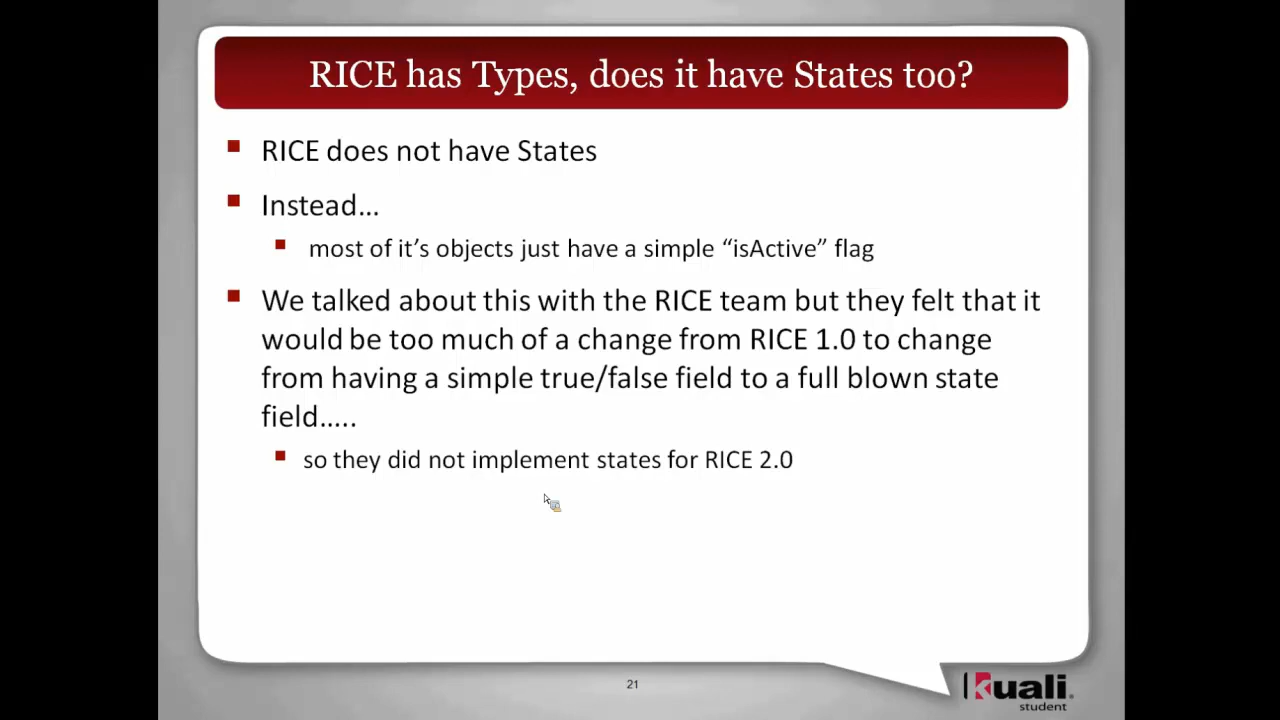 RICE has Types, does it have States too?
RICE does not have States
Instead…
most of it’s objects just have a simple “isActive” flag
We talked about this with the RICE team but they felt that it
would be too much of a change from RICE 1.0 to change
from having a simple true/false field to a full blown state
field…..
so they did not implement states for RICE 2.0
21
kuali
student